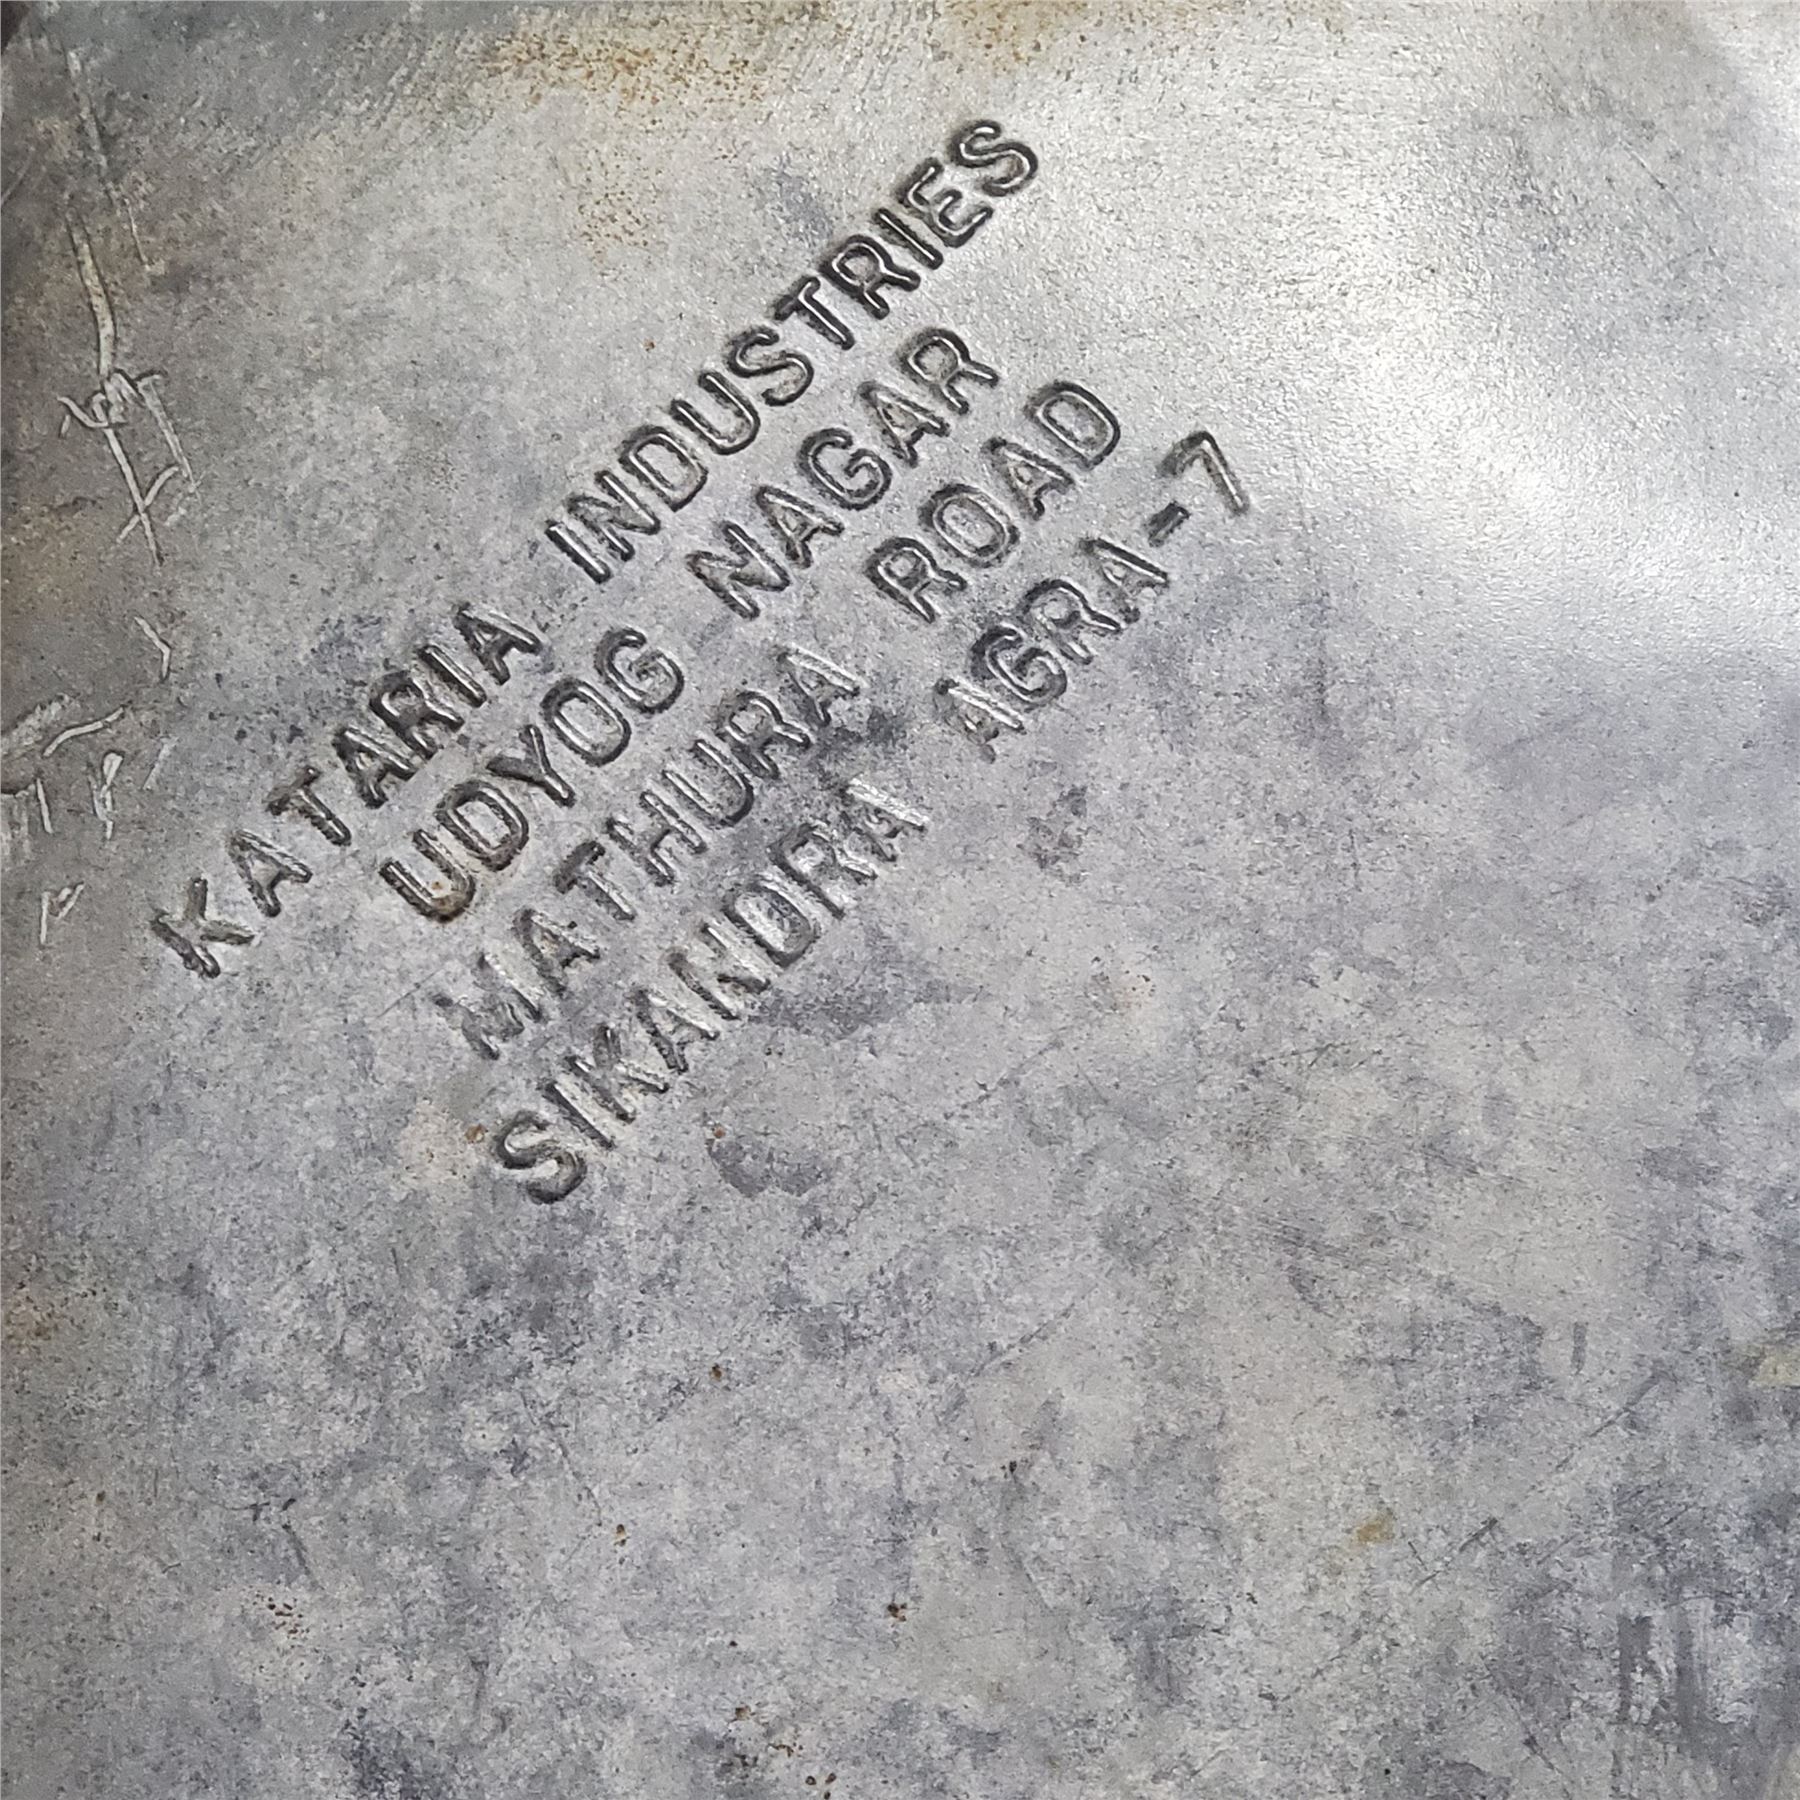 KATARIA INDUSTRIES
UDYOG NAGAR
MATHURA ROAD
SIKANDRA AGRA-7